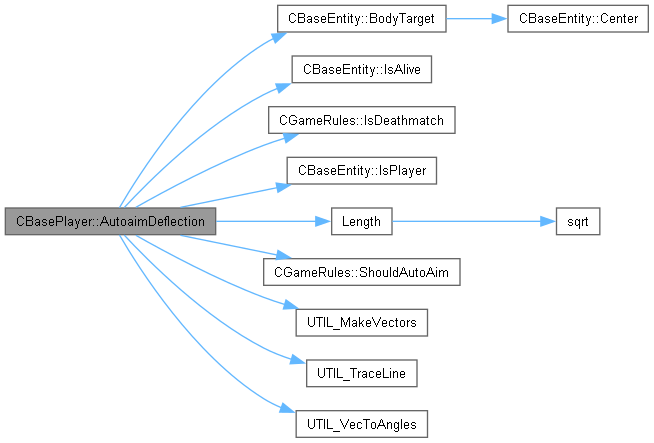 CBaseEntity::BodyTarget
CBaseEntity::Center
CBaseEntity::IsAlive
CGameRules::IsDeathmatch
CBaseEntity::IsPlayer
CBasePlayer::AutoaimDeflection
Length
sqrt
CGameRules::ShouldAutoAim
UTIL_MakeVectors
UTIL_TraceLine
UTIL_VecToAngles